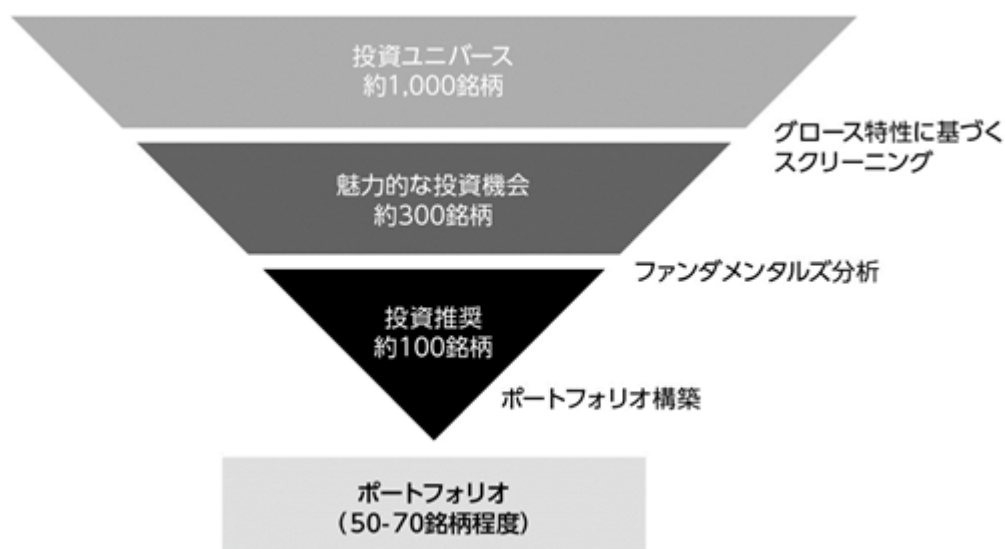 投資ユニバース
約1,000銘柄
グロース特性に基づく
スクリーニング
魅力的な投資機会
約300銘柄
ファンダメンタルズ分析
投資推奨
約100銘柄
ポートフォリオ構築
ポートフォリオ
（50-70銘柄程度）